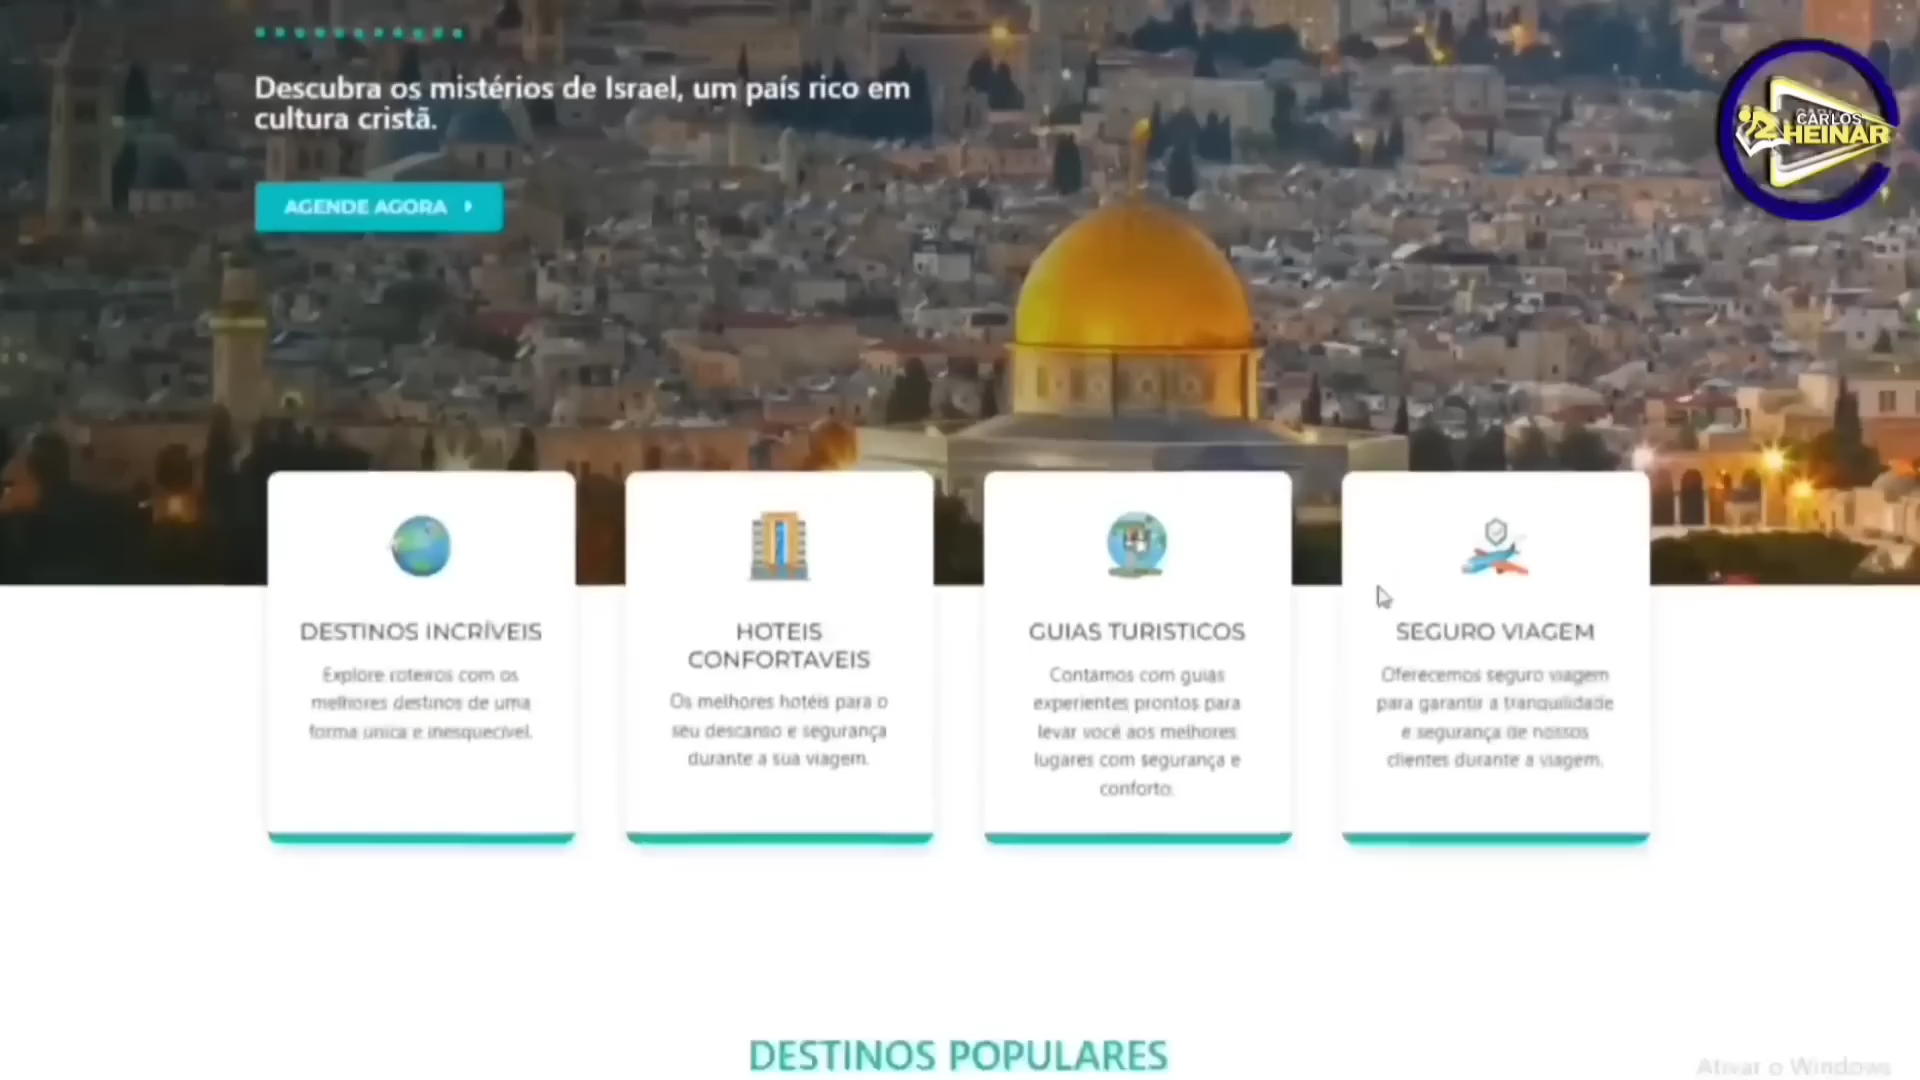 Descubra os mistérios de Israel, um país rico em
cultura cristã.
AGENDE AGORA
CARLOS
HEINAR
DESTINOS INCRÍVEIS
Explore roteiros com os
melhores destinos de uma
forma unica e inesquecível.
HOTEIS
CONFORTAVEIS
Os melhores hotéis para o
seu descanso e segurança
durante a sua viagem.
GUIAS TURISTICOS
Contamos com guias
experientes prontos para
levar você aos melhores
lugares com segurança e
conforto.
SEGURO VIAGEM
Oferecemos seguro viagem
para garantir a tranquilidade
e segurança de nossos
clientes durante a viagem.
DESTINOS POPULARES
Ativar o Windows